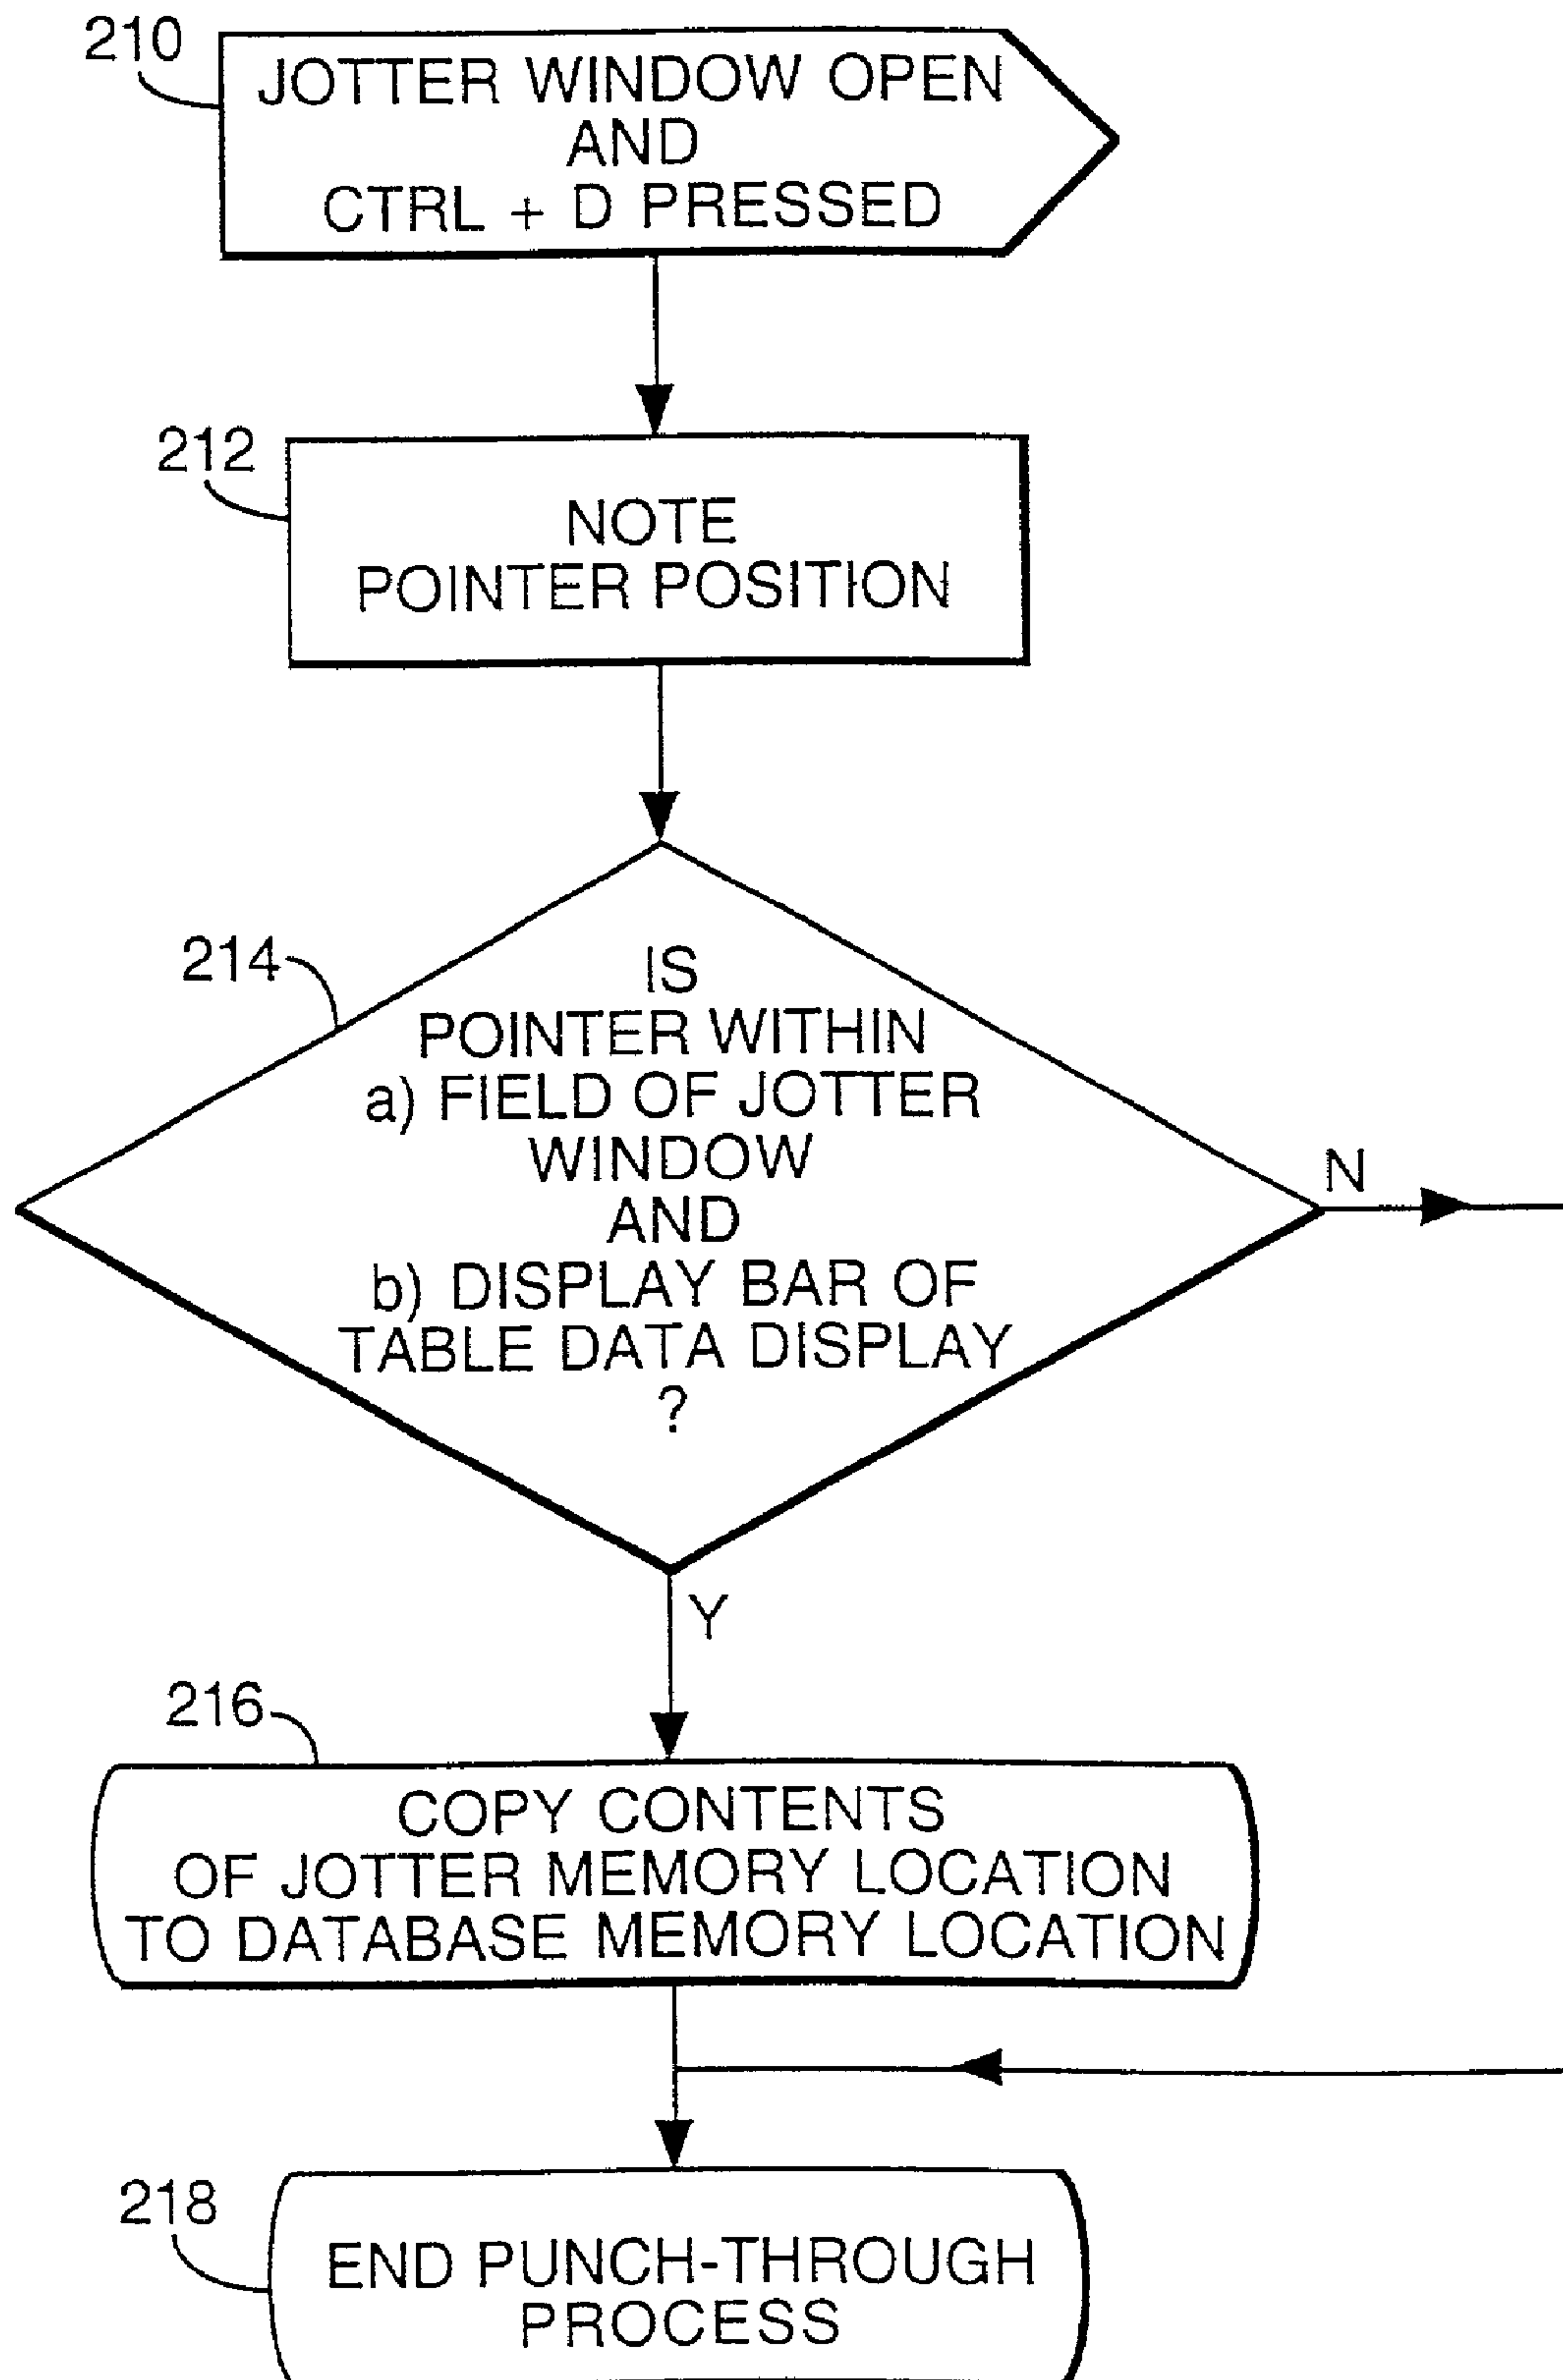 210
JOTTER WINDOW OPEN
AND
CTRL + D PRESSED
212
NOTE
POINTER POSITION
214
IS
POINTER WITHIN
a) FIELD OF JOTTER
WINDOW
AND
b) DISPLAY BAR OF
TABLE DATA DISPLAY
?
N
Y
216
COPY CONTENTS
OF JOTTER MEMORY LOCATION
TO DATABASE MEMORY LOCATION
218
END PUNCH-THROUGH
PROCESS